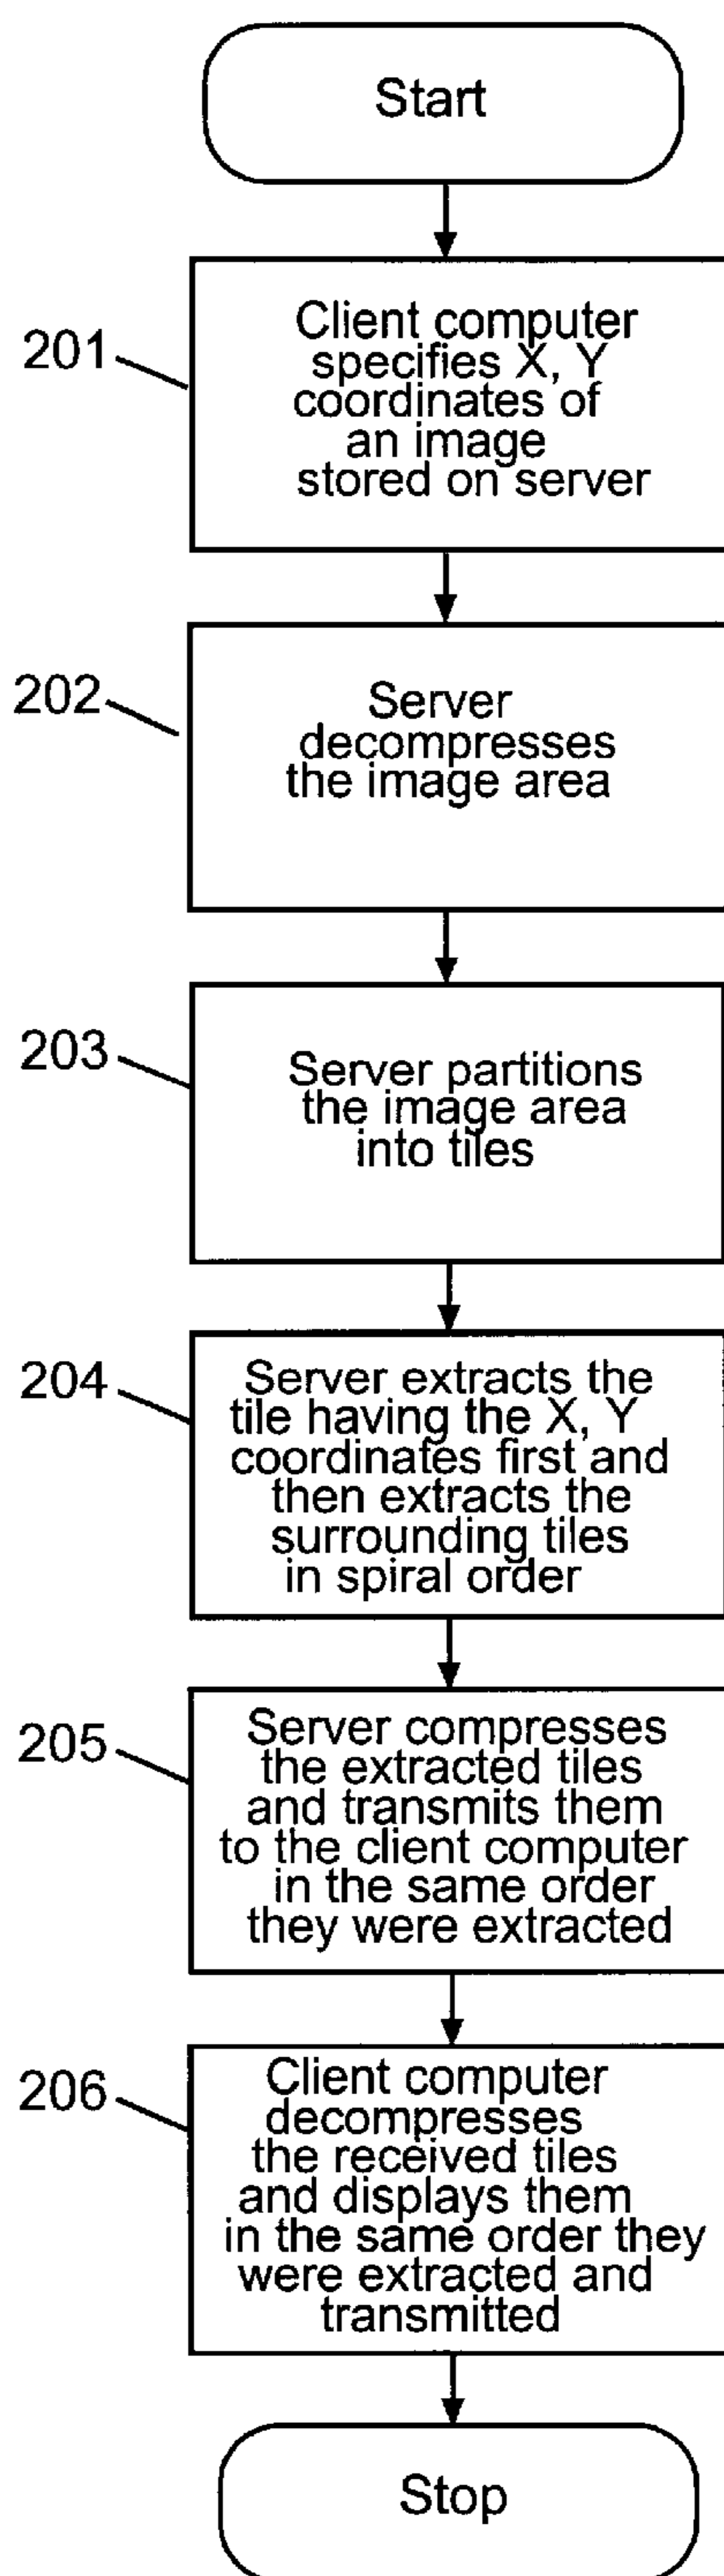 Start
201
Client computer
specifies X, Y
coordinates of
an image
stored on server
202
Server
decompresses
the image area
203
Server partitions
the image area
into tiles
204
Server extracts the
tile having the X, Y
coordinates first and
then extracts the
surrounding tiles
in spiral order
205
Server compresses
the extracted tiles
and transmits them
to the client computer
in the same order
they were extracted
206
Client computer
decompresses
the received tiles
and displays them
in the same order they
were extracted and
transmitted
Stop